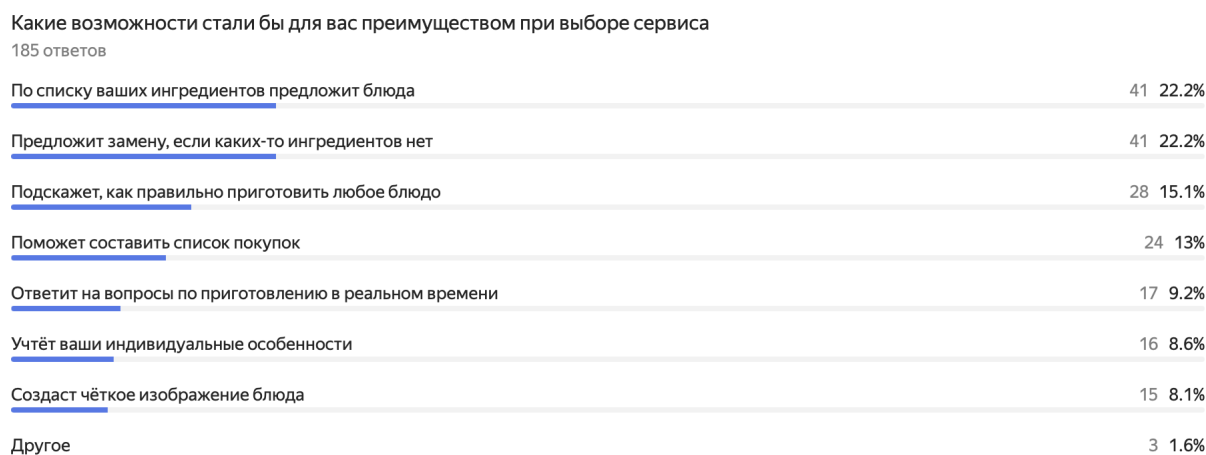 Какие возможности стали бы для вас преимуществом при выборе сервиса
185 ответов
По списку ваших ингредиентов предложит блюда 41 22.2%
Предложит замену, если каких-то ингредиентов нет 41 22.2%
Подскажет, как правильно приготовить любое блюдо 28 15.1%
Поможет составить список покупок 24 13%
Ответит на вопросы по приготовлению в реальном времени 17 9.2%
Учтёт ваши индивидуальные особенности 16 8.6%
Создаст чёткое изображение блюда 15 8.1%
Другое 3 1.6%